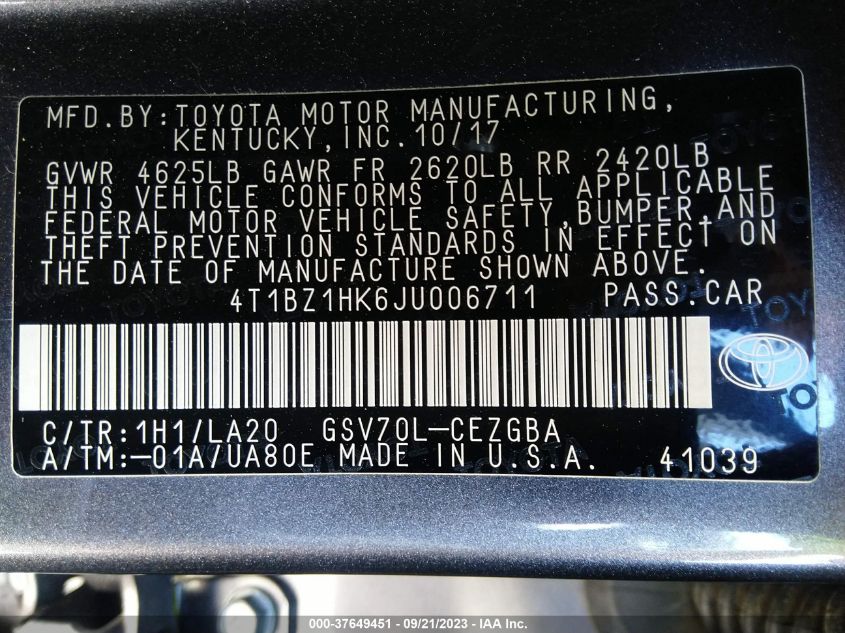 MFD.BY:TOYOTA MOTOR MANUFACTURING,
KENTUCKY,INC.10/17
GVWR 4625LB GAWR FR 2620LB RR 2420LB
THIS VEHICLE CONFORMS TO ALL APPLICABLE
FEDERAL MOTOR VEHICLE SAFETY,BUMPER,AND
THEFT PREVENTION STANDARDS IN EFFECT ON
THE DATE OF MANUFACTURE SHOWN ABOVE.
4T1BZ1HK6JU006711 PASS.CAR
C/TR:1H1/LA20 GSV70L-CEZGBA
A/TM:-01A/UA80E MADE IN U.S.A. 41039
000-37649451 - 09/21/2023 - IAA Inc.